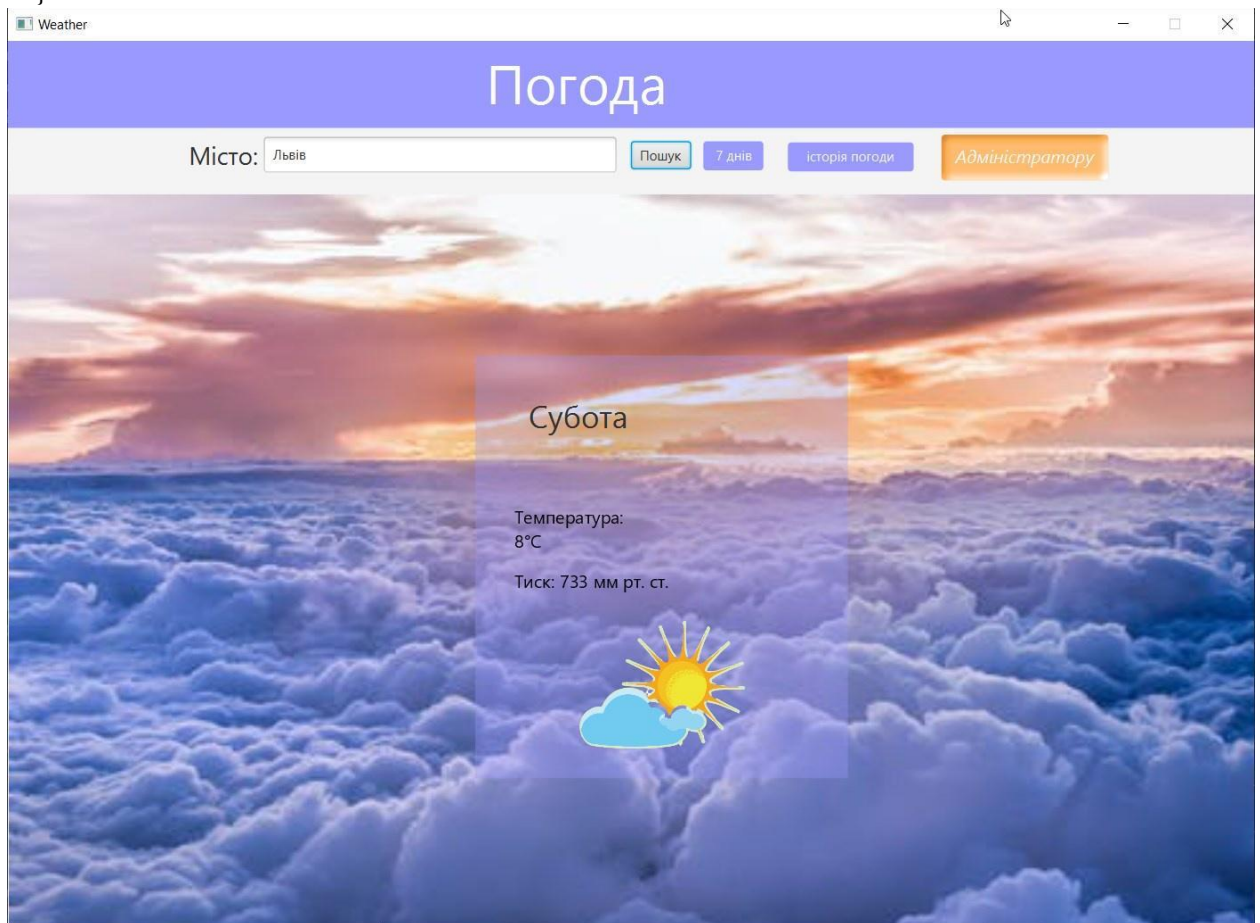 Weather
Погода
Місто: Львів Пошук 7 днів історія погоди Адміністратору
Субота
Температура:
8°C
Тиск: 733 мм рт. ст.